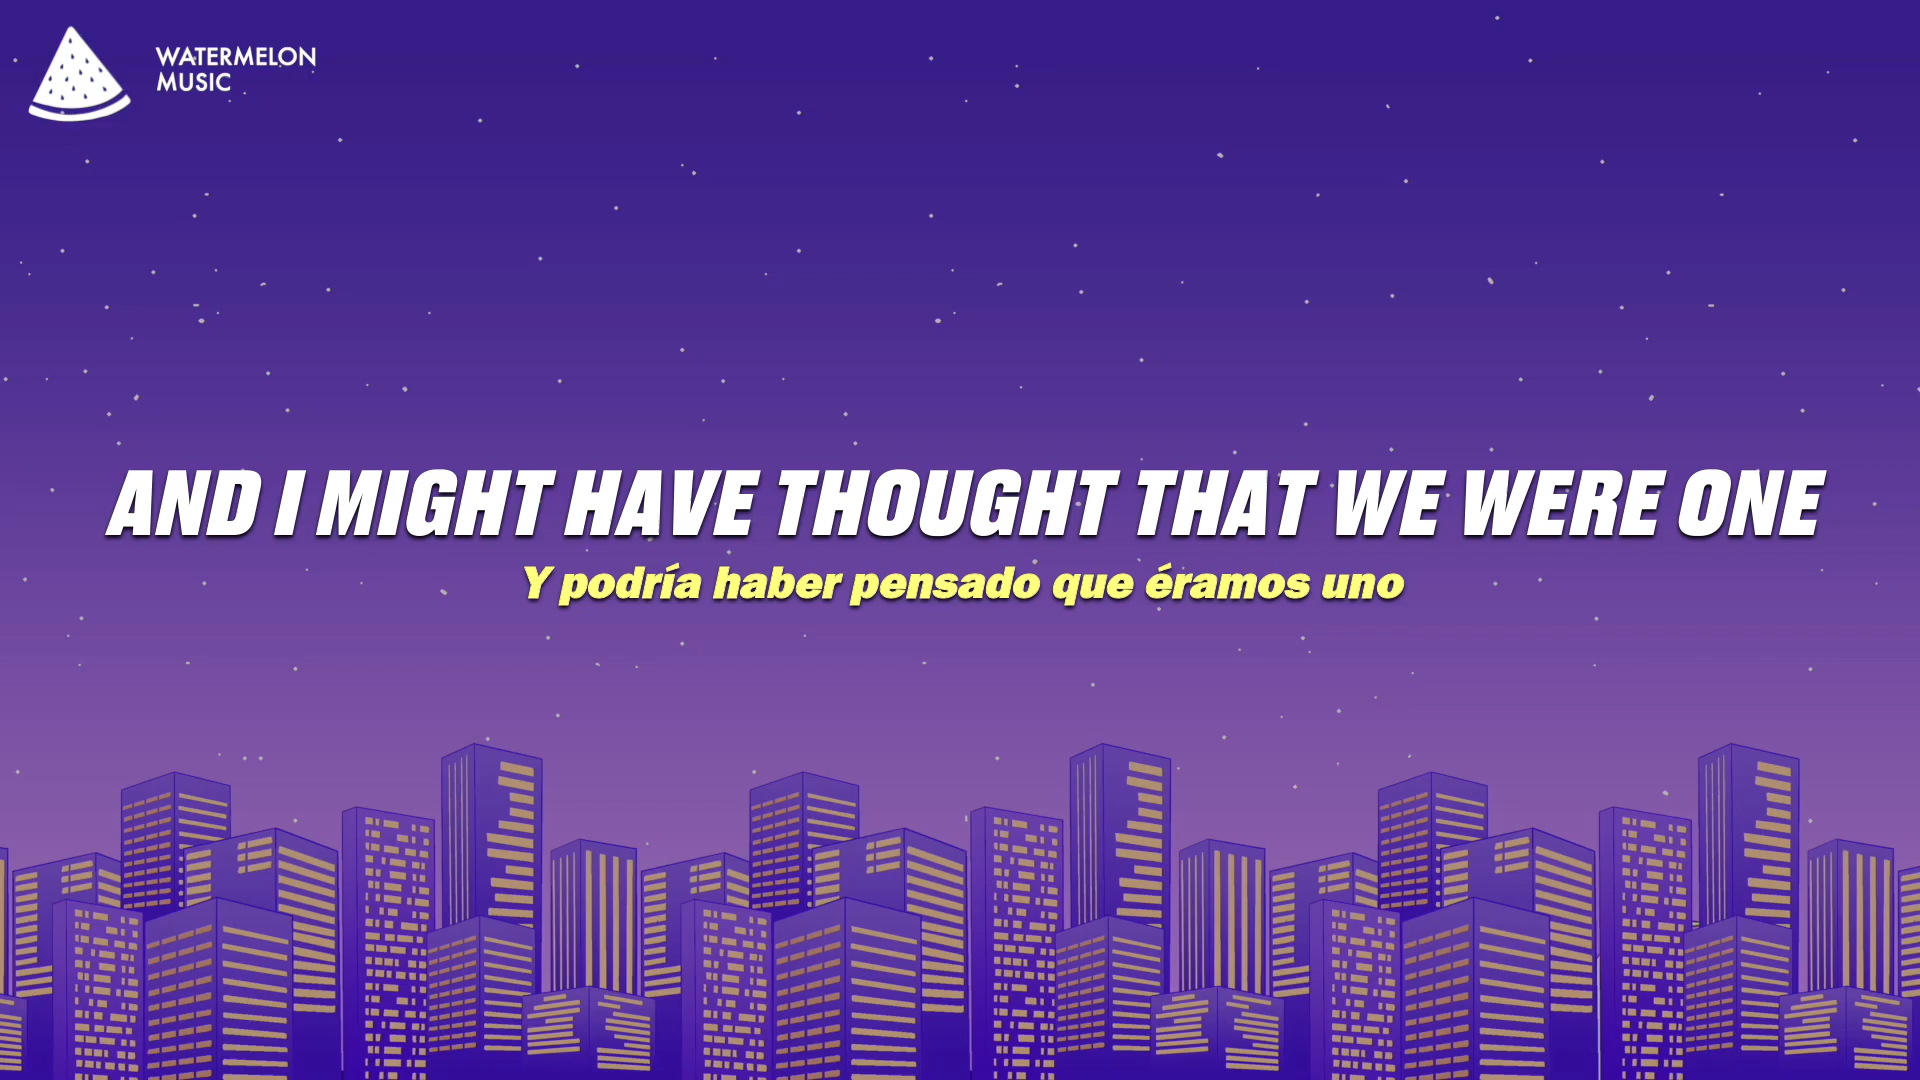 WATERMELON
MUSIC
AND I MIGHT HAVE THOUGHT THAT WE WERE ONE
Y podría haber pensado que éramos uno